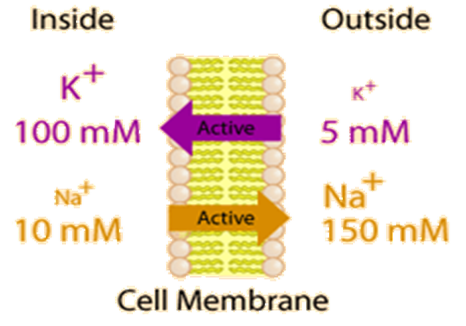 Inside Outside
K+ K+
100 mM Active 5 mM
Na+ Na+
10 mM Active 150 mM
Cell Membrane